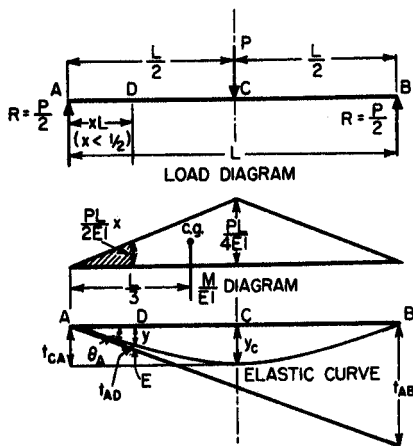 L/2 L/2
P
A D C B
R = P/2 xL (x < 1/2) R = P/2
L
LOAD DIAGRAM
PL/2EI x c.g. PL/4EI
L/3 M/EI DIAGRAM
A D C B
tCA θA y yC
tAD E ELASTIC CURVE tAB